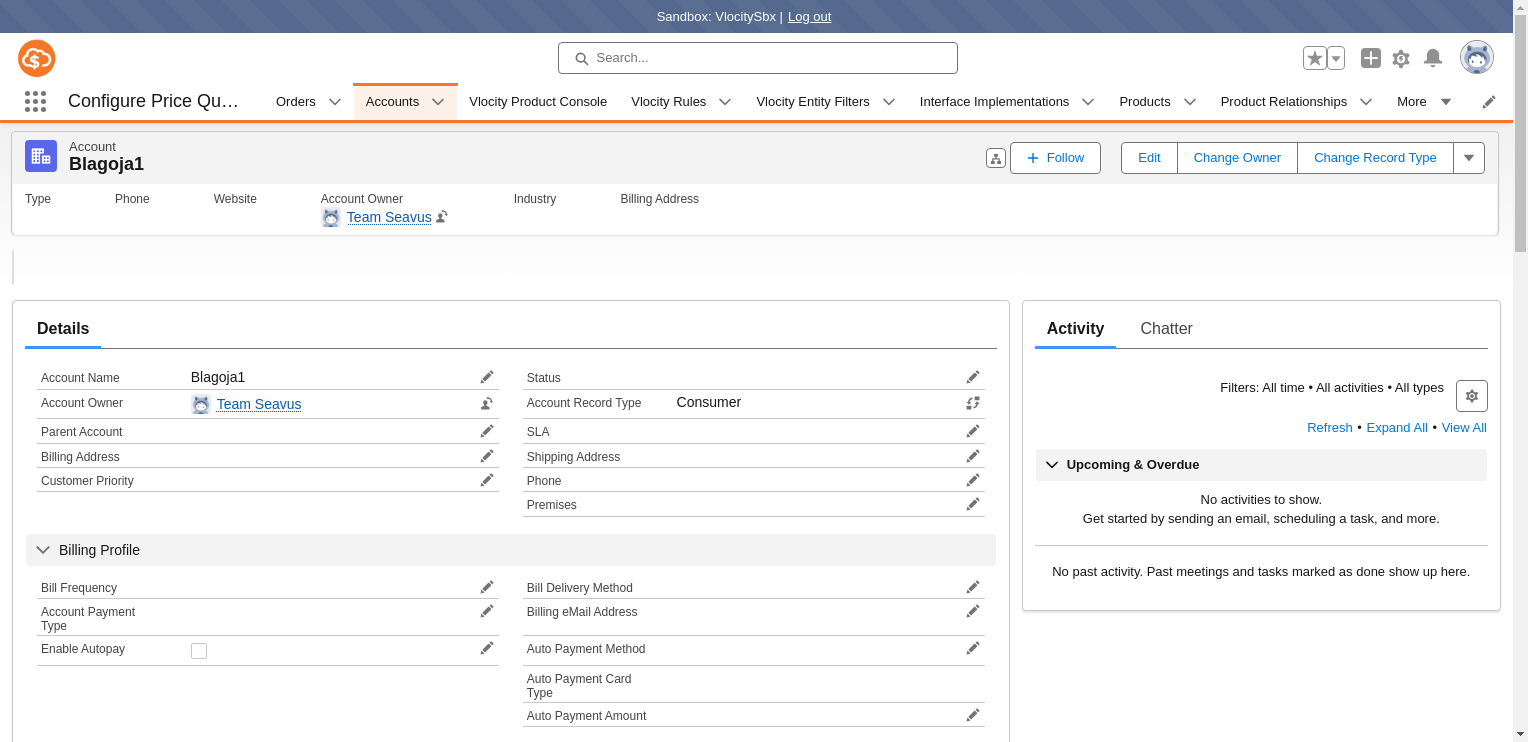 Sandbox: VlocitySbx | Log out
Search...
Configure Price Qu…
Orders
Accounts
Vlocity Product Console
Vlocity Rules
Vlocity Entity Filters
Interface Implementations
Products
Product Relationships
More
Account
Blagoja1
Follow
Edit
Change Owner
Change Record Type
Type
Phone
Website
Account Owner
Team Seavus
Industry
Billing Address
Details
Account Name
Blagoja1
Status
Account Owner
Team Seavus
Account Record Type
Consumer
Parent Account
SLA
Billing Address
Shipping Address
Customer Priority
Phone
Premises
Billing Profile
Bill Frequency
Bill Delivery Method
Account Payment
Type
Billing eMail Address
Enable Autopay
Auto Payment Method
Auto Payment Card
Type
Auto Payment Amount
Activity
Chatter
Filters: All time • All activities • All types
Refresh • Expand All • View All
Upcoming & Overdue
No activities to show.
Get started by sending an email, scheduling a task, and more.
No past activity. Past meetings and tasks marked as done show up here.